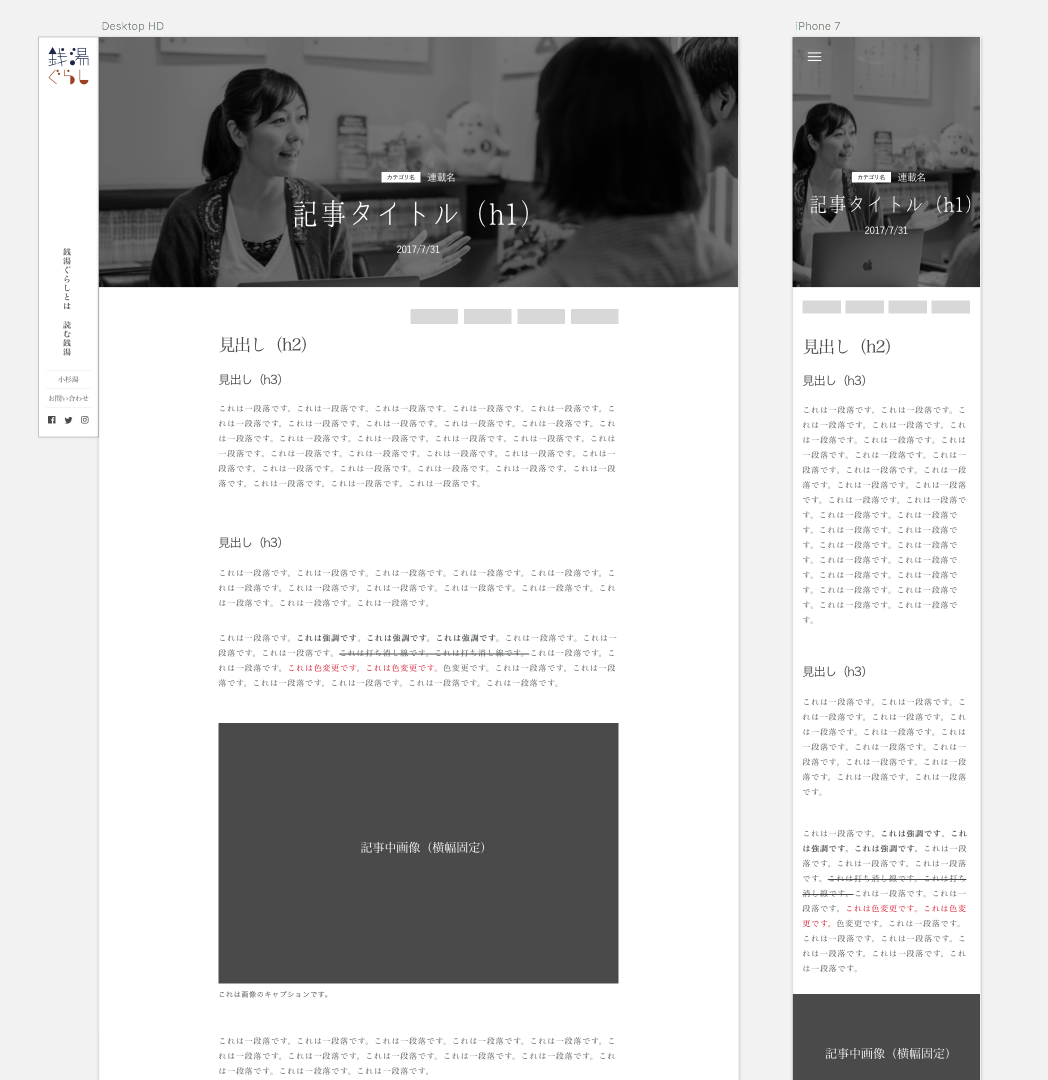 Desktop HD
iPhone 7
銭湯
ぐらし
銭湯ぐらしとは
読む銭湯
小杉湯
お問い合わせ
カテゴリ名 連載名
記事タイトル（h1）
2017/7/31
見出し（h2）
見出し（h3）
これは一段落です。これは一段落です。これは一段落です。これは一段落です。これは一段落です。こ
れは一段落です。これは一段落です。これは一段落です。これは一段落です。これは一段落です。これ
は一段落です。これは一段落です。これは一段落です。これは一段落です。これは一段落です。これは
一段落です。これは一段落です。これは一段落です。これは一段落です。これは一段落です。これは一
段落です。これは一段落です。これは一段落です。これは一段落です。これは一段落です。これは一段
落です。これは一段落です。これは一段落です。これは一段落です。
見出し（h3）
これは一段落です。これは一段落です。これは一段落です。これは一段落です。これは一段落です。こ
れは一段落です。これは一段落です。これは一段落です。これは一段落です。これは一段落です。これ
は一段落です。これは一段落です。これは一段落です。
これは一段落です。これは強調です。これは強調です。これは強調です。これは一段落です。これは一
段落です。これは一段落です。これは打ち消し線です。これは打ち消し線です。これは一段落です。こ
れは一段落です。これは色変更です。これは色変更です。色変更です。これは一段落です。これは一段
落です。これは一段落です。これは一段落です。これは一段落です。これは一段落です。
記事中画像（横幅固定）
これは画像のキャプションです。
これは一段落です。これは一段落です。これは一段落です。これは一段落です。これは一段落です。こ
れは一段落です。これは一段落です。これは一段落です。これは一段落です。これは一段落です。これ
は一段落です。これは一段落です。これは一段落です。
カテゴリ名 連載名
記事タイトル（h1）
2017/7/31
見出し（h2）
見出し（h3）
これは一段落です。これは一段落です。こ
れは一段落です。これは一段落です。これ
は一段落です。これは一段落です。これは
一段落です。これは一段落です。これは一
段落です。これは一段落です。これは一段
落です。これは一段落です。これは一段落
です。これは一段落です。これは一段落で
す。これは一段落です。これは一段落で
す。これは一段落です。これは一段落で
す。これは一段落です。これは一段落で
す。これは一段落です。これは一段落で
す。これは一段落です。これは一段落で
す。これは一段落です。これは一段落で
す。これは一段落です。これは一段落で
す。
見出し（h3）
これは一段落です。これは一段落です。こ
れは一段落です。これは一段落です。これ
は一段落です。これは一段落です。これは
一段落です。これは一段落です。これは一
段落です。これは一段落です。これは一段
落です。これは一段落です。これは一段落
です。
これは一段落です。これは強調です。これ
は強調です。これは強調です。これは一段
落です。これは一段落です。これは一段落
です。これは打ち消し線です。これは打ち
消し線です。これは一段落です。これは一
段落です。これは色変更です。これは色変
更です。色変更です。これは一段落です。
これは一段落です。これは一段落です。こ
れは一段落です。これは一段落です。これ
は一段落です。
記事中画像（横幅固定）